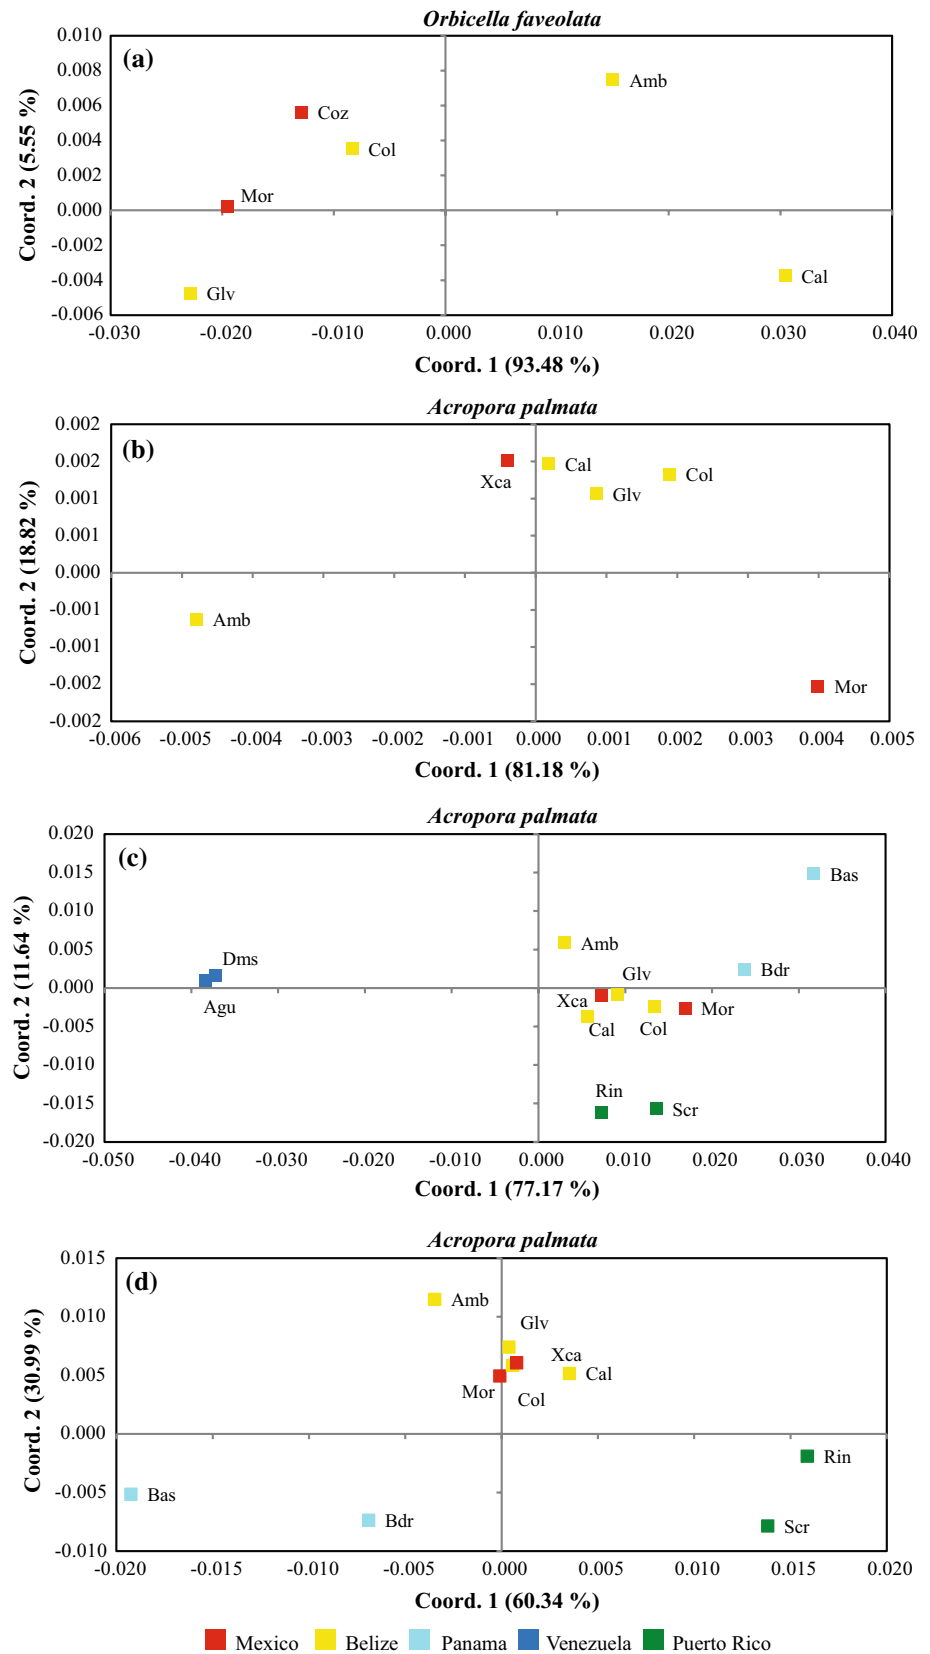 Orbicella faveolata
(a)
0.010
0.008
0.006
0.004
0.002
0.000
-0.002
-0.004
-0.006
Coord. 2 (5.55 %)
Amb
Coz
Col
Mor
Glv
Cal
-0.030 -0.020 -0.010 0.000 0.010 0.020 0.030 0.040
Coord. 1 (93.48 %)
Acropora palmata
(b)
0.002
0.002
0.001
0.001
0.000
-0.001
-0.001
-0.002
-0.002
Coord. 2 (18.82 %)
Xca
Cal
Glv
Col
Amb
Mor
-0.006 -0.005 -0.004 -0.003 -0.002 -0.001 0.000 0.001 0.002 0.003 0.004 0.005
Coord. 1 (81.18 %)
Acropora palmata
(c)
0.020
0.015
0.010
0.005
0.000
-0.005
-0.010
-0.015
-0.020
Coord. 2 (11.64 %)
Bas
Amb
Dms
Bdr
Glv
Agu
Xca
Mor
Cal
Col
Rin
Scr
-0.050 -0.040 -0.030 -0.020 -0.010 0.000 0.010 0.020 0.030 0.040
Coord. 1 (77.17 %)
Acropora palmata
(d)
0.015
0.010
0.005
0.000
-0.005
-0.010
Coord. 2 (30.99 %)
Amb
Glv
Xca
Cal
Mor
Col
Rin
Bas
Bdr
Scr
-0.020 -0.015 -0.010 -0.005 0.000 0.005 0.010 0.015 0.020
Coord. 1 (60.34 %)
Mexico Belize Panama Venezuela Puerto Rico